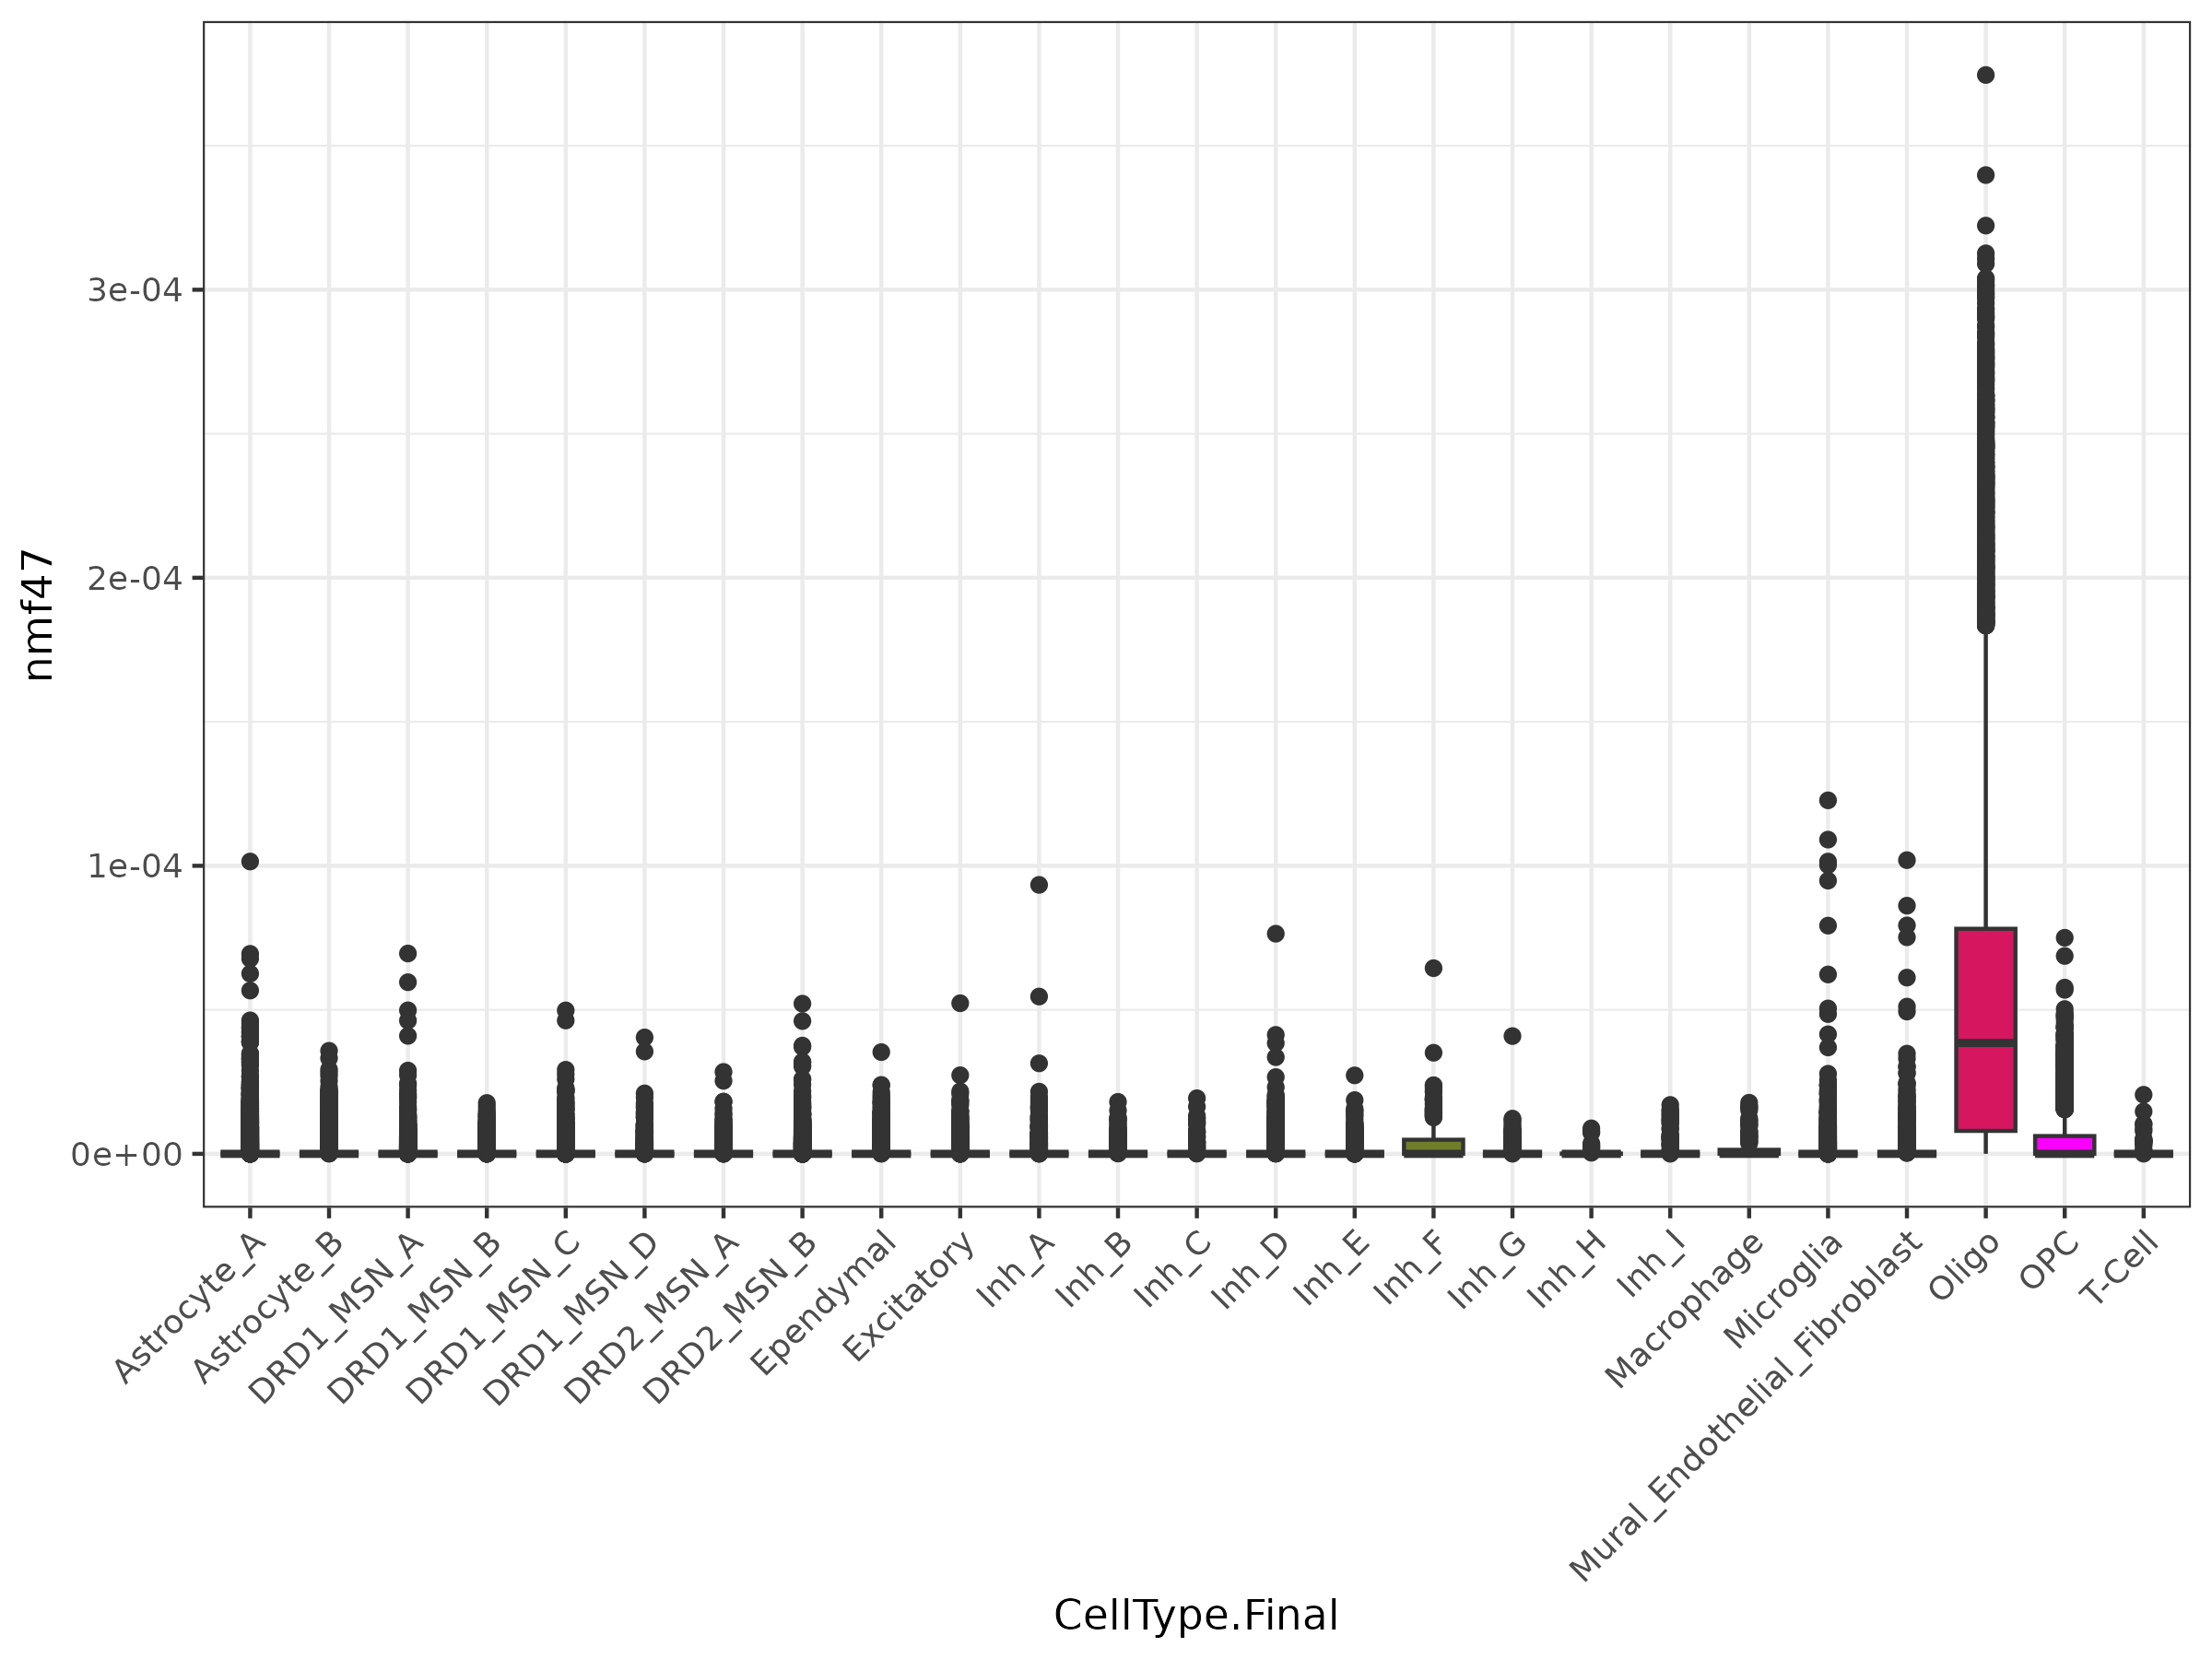 nmf47
3e-04
2e-04
1e-04
0e+00
Astrocyte_A
Astrocyte_B
DRD1_MSN_A
DRD1_MSN_B
DRD1_MSN_C
DRD1_MSN_D
DRD2_MSN_A
DRD2_MSN_B
Ependymal
Excitatory
Inh_A
Inh_B
Inh_C
Inh_D
Inh_E
Inh_F
Inh_G
Inh_H
Inh_I
Macrophage
Microglia
Mural_Endothelial_Fibroblast
Oligo
OPC
T-Cell
CellType.Final